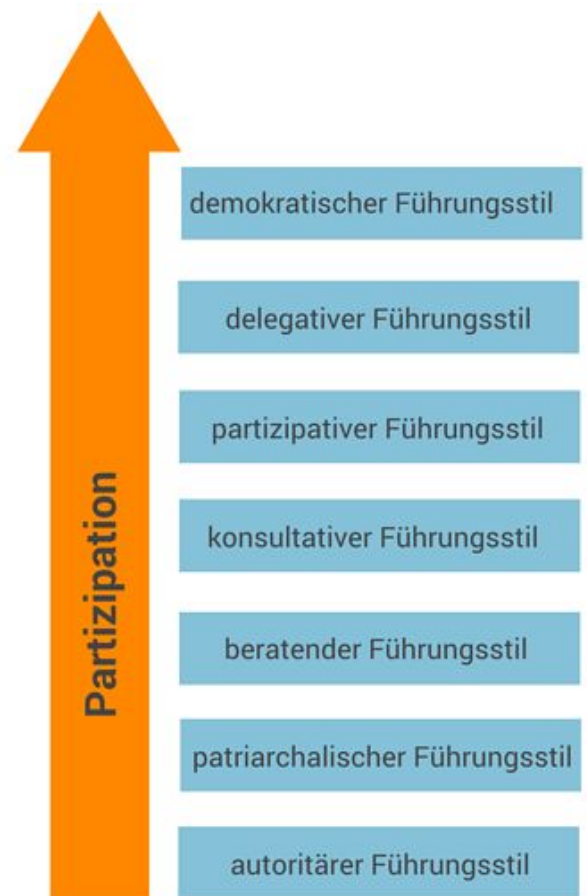 demokratischer Führungsstil
delegativer Führungsstil
partizipativer Führungsstil
konsultativer Führungsstil
beratender Führungsstil
patriarchalischer Führungsstil
autoritärer Führungsstil
Partizipation